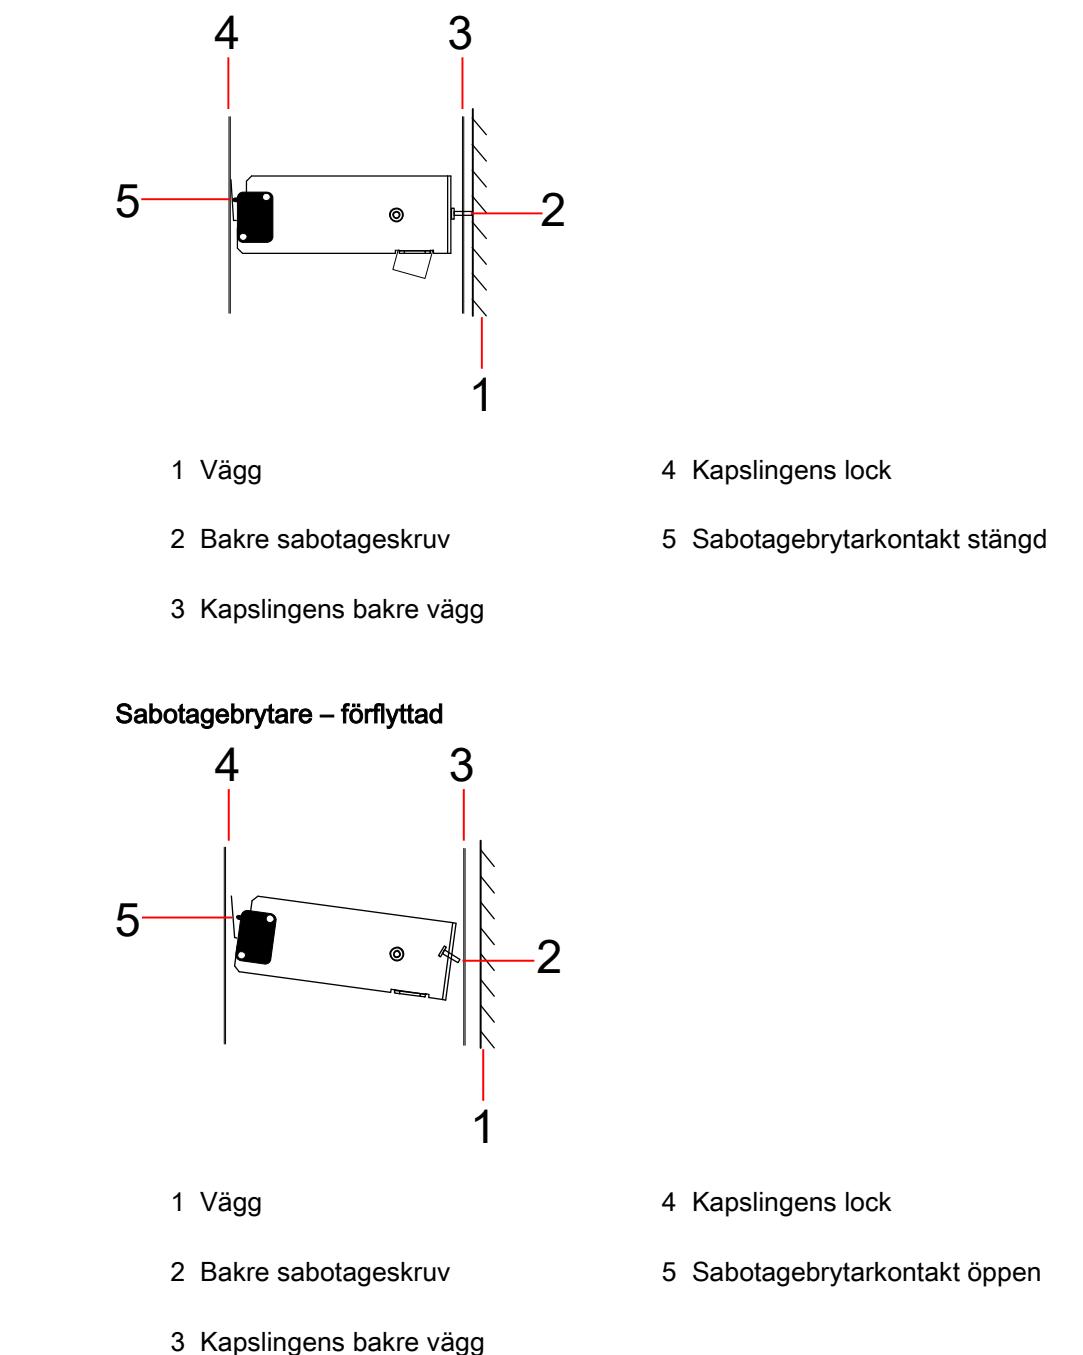 4 3
5
2
1
1 Vägg
2 Bakre sabotageskruv
3 Kapslingens bakre vägg
4 Kapslingens lock
5 Sabotagebrytarkontakt stängd
Sabotagebrytare – förflyttad
4 3
5
2
1
1 Vägg
2 Bakre sabotageskruv
3 Kapslingens bakre vägg
4 Kapslingens lock
5 Sabotagebrytarkontakt öppen